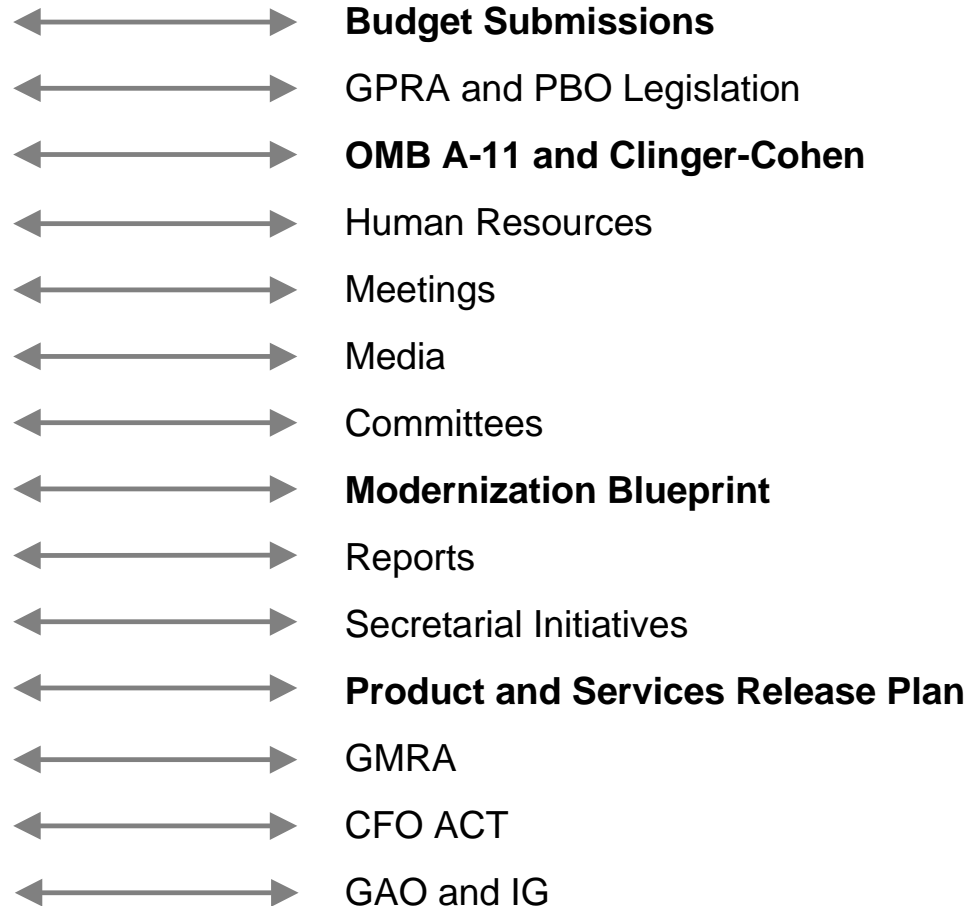 Budget Submissions
GPRA and PBO Legislation
OMB A-11 and Clinger-Cohen
Human Resources
Meetings
Media
Committees
Modernization Blueprint
Reports
Secretarial Initiatives
Product and Services Release Plan
GMRA
CFO ACT
GAO and IG